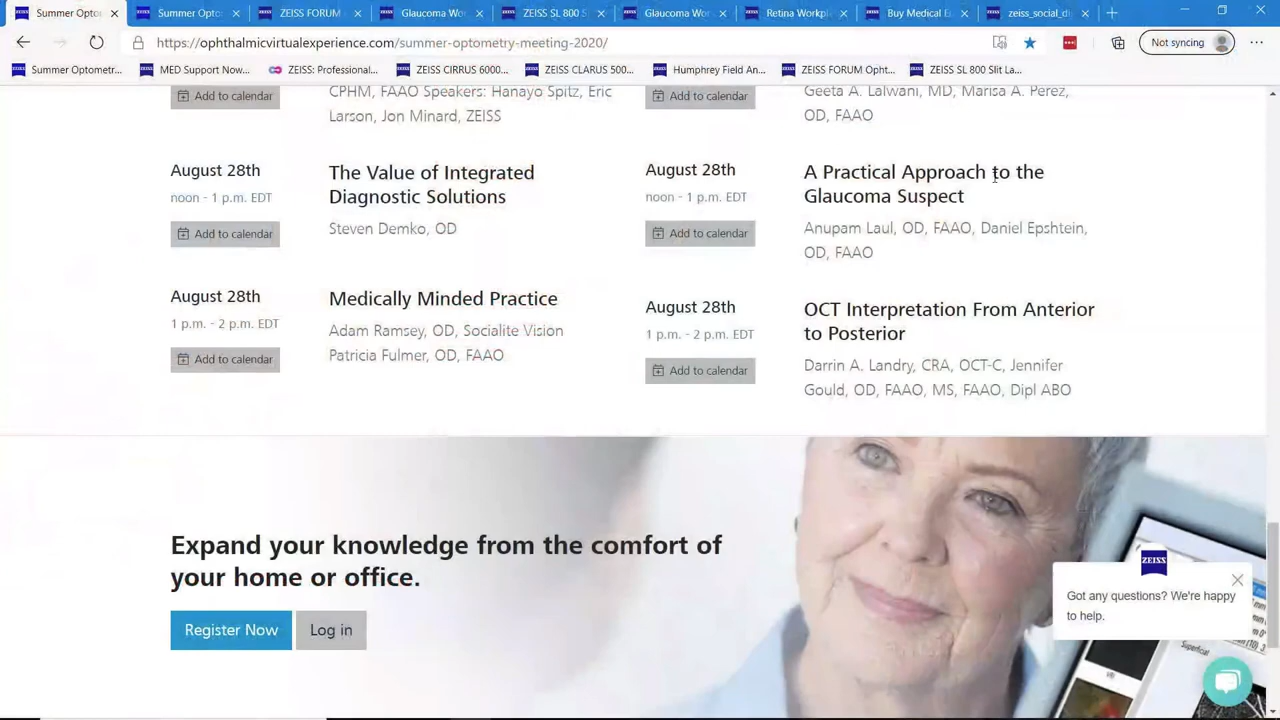 Summer Opto
Summer Opto
ZEISS FORUM
Glaucoma Wo
ZEISS SL 800 S
Glaucoma Wo
Retina Workpl
Buy Medical E
zeiss_social_di
https://ophthalmicvirtualexperience.com/summer-optometry-meeting-2020/
Not syncing
Summer Optometr...
MED Support Now...
ZEISS: Professional...
ZEISS CIRRUS 6000...
ZEISS CLARUS 500...
Humphrey Field An...
ZEISS FORUM Opht...
ZEISS SL 800 Slit La...
Add to calendar
CPHM, FAAO Speakers: Hanayo Spitz, Eric
Larson, Jon Minard, ZEISS
Add to calendar
Geeta A. Lalwani, MD, Marisa A. Perez,
OD, FAAO
August 28th
noon - 1 p.m. EDT
Add to calendar
The Value of Integrated
Diagnostic Solutions
Steven Demko, OD
August 28th
noon - 1 p.m. EDT
Add to calendar
A Practical Approach to the
Glaucoma Suspect
Anupam Laul, OD, FAAO, Daniel Epshtein,
OD, FAAO
August 28th
1 p.m. - 2 p.m. EDT
Add to calendar
Medically Minded Practice
Adam Ramsey, OD, Socialite Vision
Patricia Fulmer, OD, FAAO
August 28th
1 p.m. - 2 p.m. EDT
Add to calendar
OCT Interpretation From Anterior
to Posterior
Darrin A. Landry, CRA, OCT-C, Jennifer
Gould, OD, FAAO, MS, FAAO, Dipl ABO
Expand your knowledge from the comfort of
your home or office.
Register Now
Log in
ZEISS
Got any questions? We're happy
to help.
Superficial